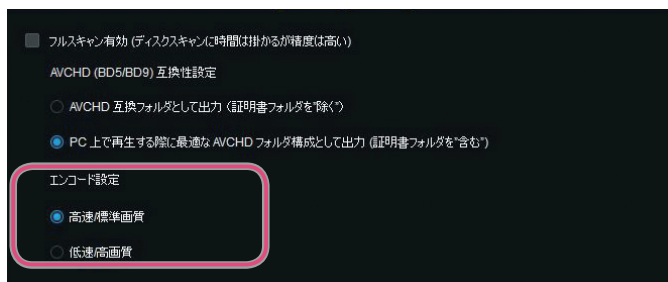 フルスキャン有効 (ディスクスキャンに時間は掛かるが精度は高い)
AVCHD (BD5/BD9) 互換性設定
AVCHD 互換フォルダとして出力 (証明書フォルダを"除く")
PC 上で再生する際に最適な AVCHD フォルダ構成として出力 (証明書フォルダを"含む")
エンコード設定
高速/標準画質
低速/高画質